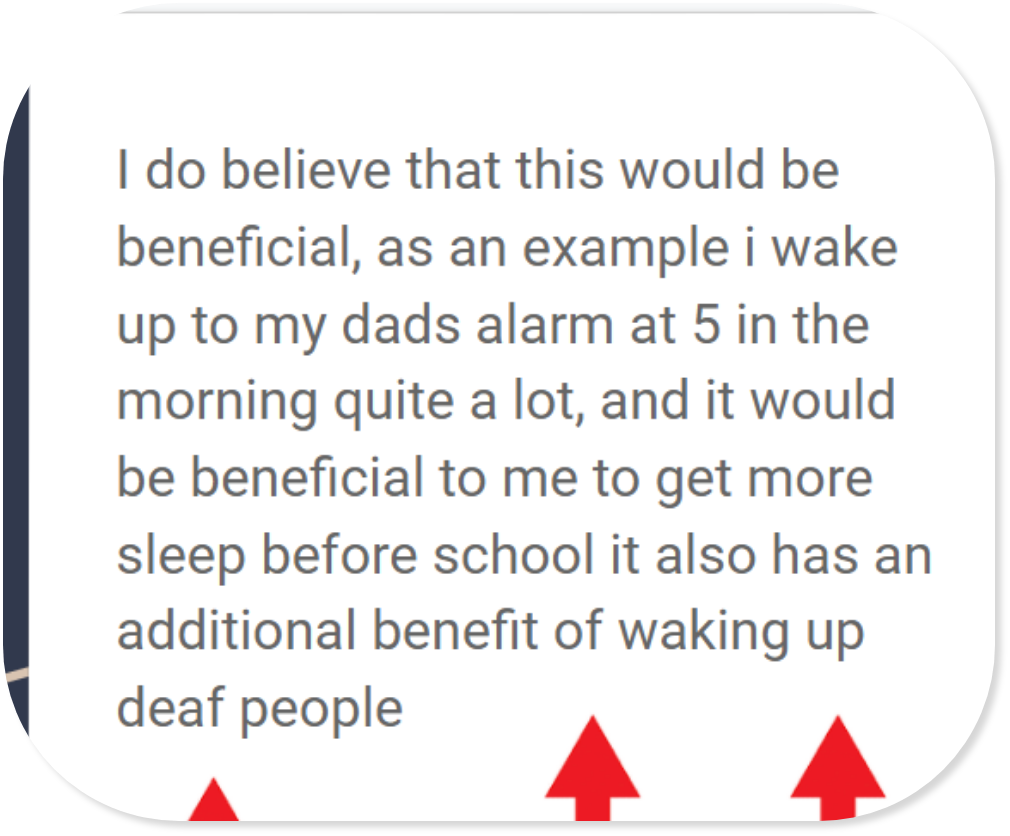 I do believe that this would be
beneficial, as an example i wake
up to my dads alarm at 5 in the
morning quite a lot, and it would
be beneficial to me to get more
sleep before school it also has an
additional benefit of waking up
deaf people